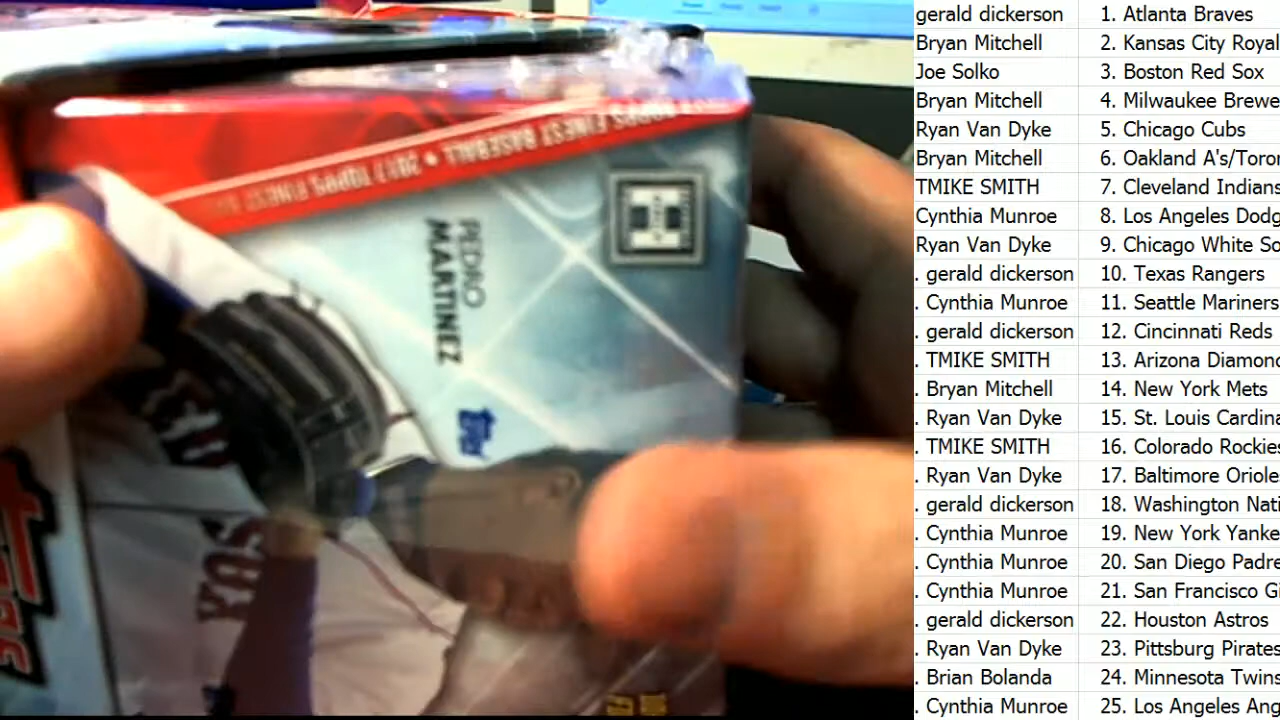 2017 TOPPS FINEST BASEBALL • 2017 TOPPS FINEST
PEDRO
MARTINEZ
Topps
gerald dickerson 1. Atlanta Braves
Bryan Mitchell 2. Kansas City Royal
Joe Solko 3. Boston Red Sox
Bryan Mitchell 4. Milwaukee Brewe
Ryan Van Dyke 5. Chicago Cubs
Bryan Mitchell 6. Oakland A's/Toron
TMIKE SMITH 7. Cleveland Indians
Cynthia Munroe 8. Los Angeles Dodg
Ryan Van Dyke 9. Chicago White So
. gerald dickerson 10. Texas Rangers
. Cynthia Munroe 11. Seattle Mariners
. gerald dickerson 12. Cincinnati Reds
. TMIKE SMITH 13. Arizona Diamond
. Bryan Mitchell 14. New York Mets
. Ryan Van Dyke 15. St. Louis Cardina
. TMIKE SMITH 16. Colorado Rockies
. Ryan Van Dyke 17. Baltimore Oriole
. gerald dickerson 18. Washington Nati
. Cynthia Munroe 19. New York Yanke
. Cynthia Munroe 20. San Diego Padre
. Cynthia Munroe 21. San Francisco Gi
. gerald dickerson 22. Houston Astros
. Ryan Van Dyke 23. Pittsburg Pirates
. Brian Bolanda 24. Minnesota Twins
. Cynthia Munroe 25. Los Angeles Ang